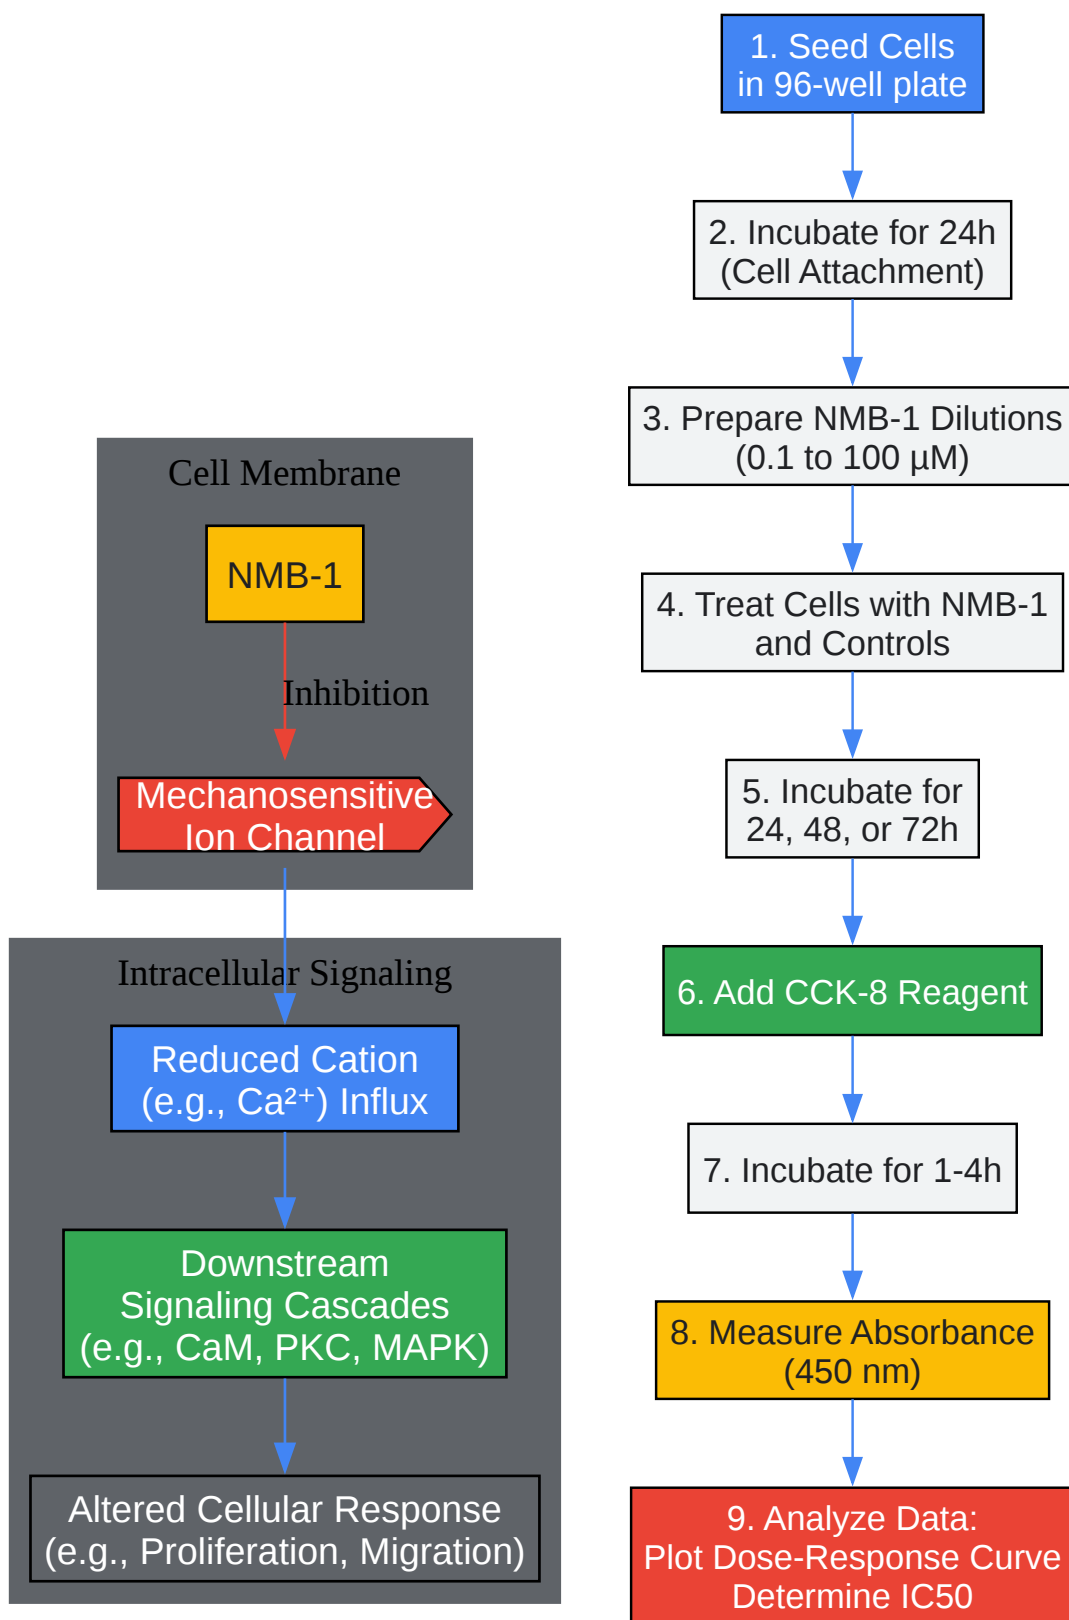 Cell Membrane
NMB-1
Inhibition
Mechanosensitive
Ion Channel
Intracellular Signaling
Reduced Cation
(e.g., Ca²⁺) Influx
Downstream
Signaling Cascades
(e.g., CaM, PKC, MAPK)
Altered Cellular Response
(e.g., Proliferation, Migration)
1. Seed Cells
in 96-well plate
2. Incubate for 24h
(Cell Attachment)
3. Prepare NMB-1 Dilutions
(0.1 to 100 µM)
4. Treat Cells with NMB-1
and Controls
5. Incubate for
24, 48, or 72h
6. Add CCK-8 Reagent
7. Incubate for 1-4h
8. Measure Absorbance
(450 nm)
9. Analyze Data:
Plot Dose-Response Curve
Determine IC50